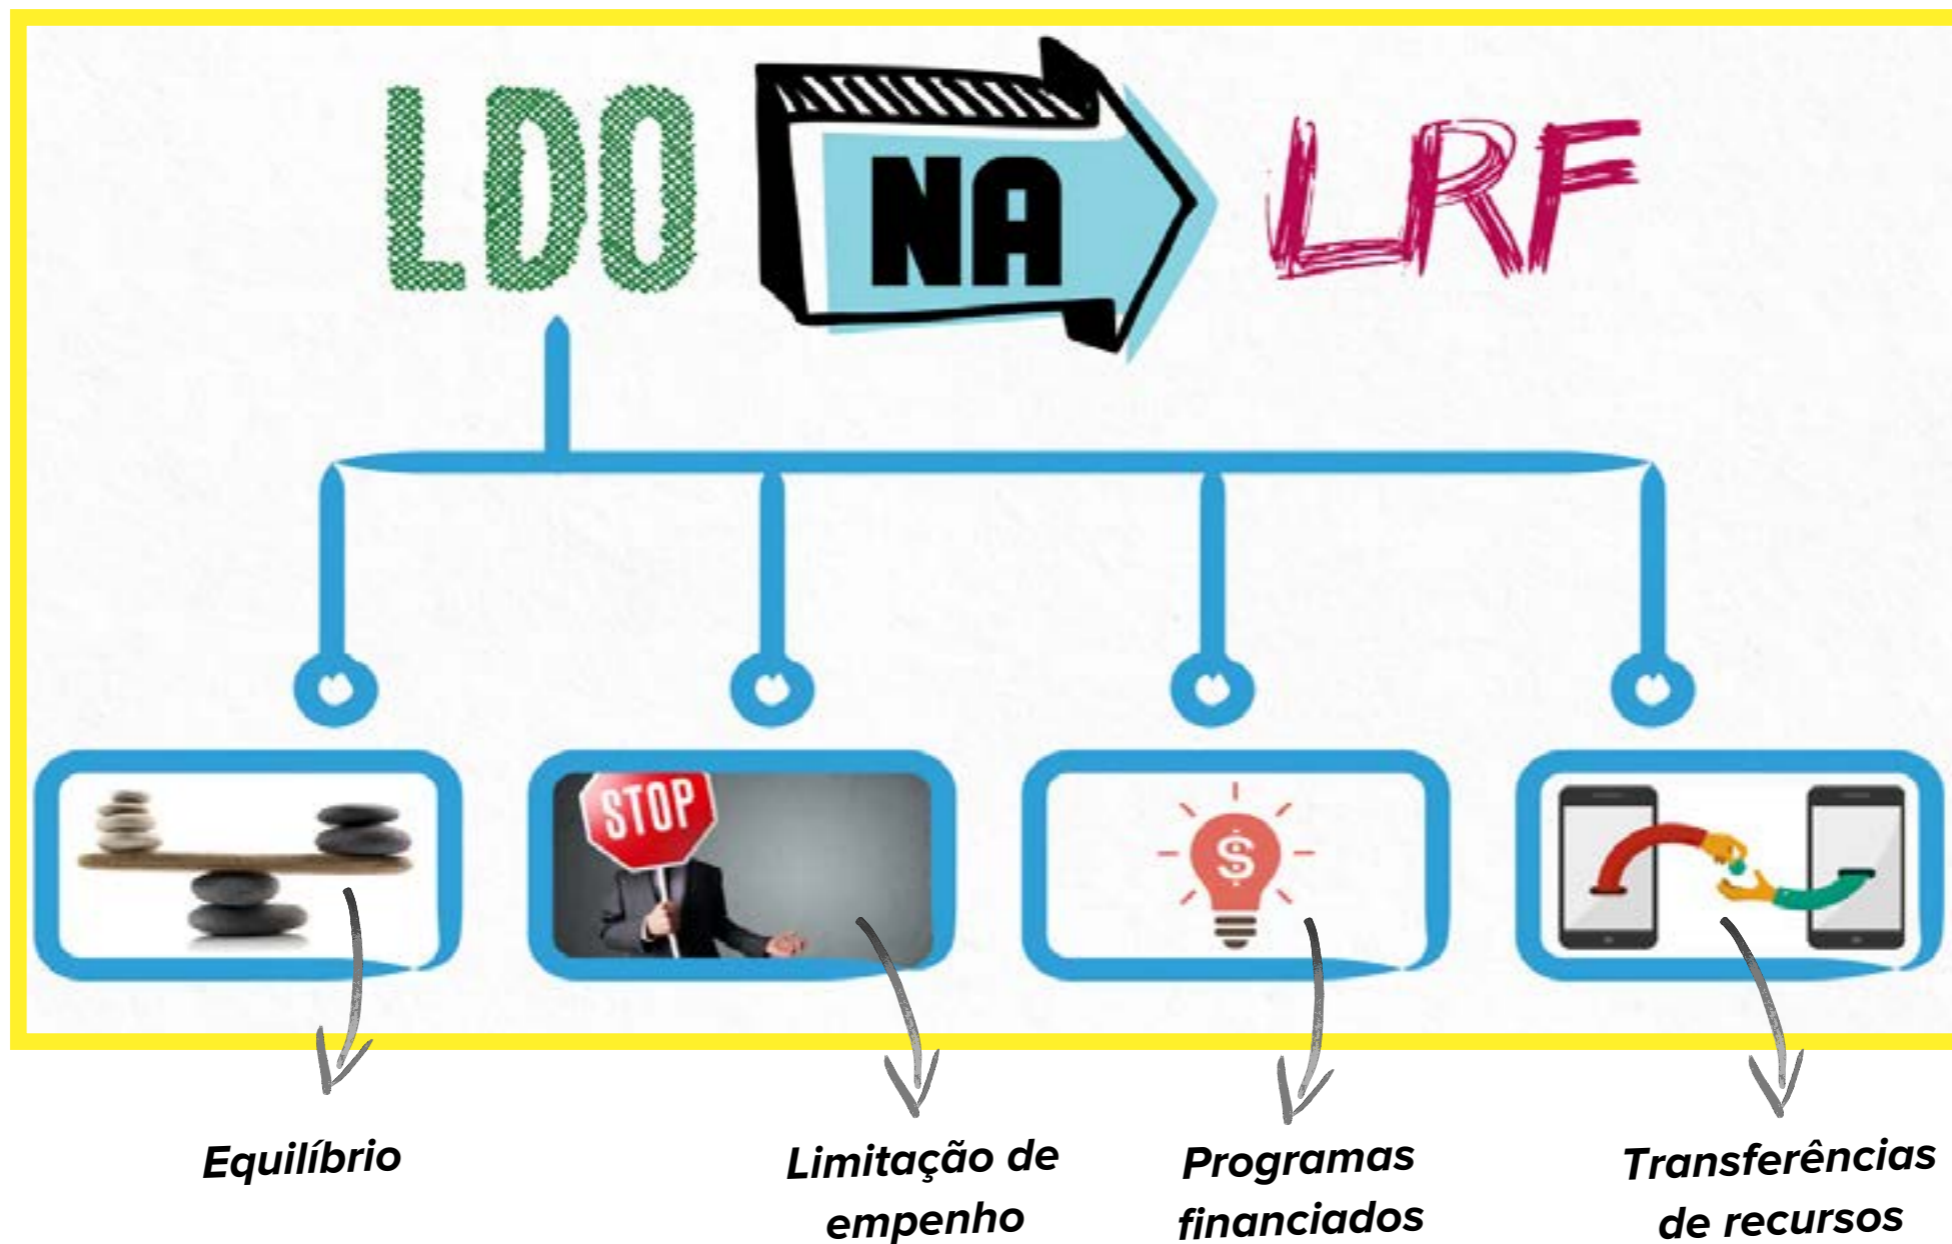 LDO NA LRF
STOP
$
Equilíbrio
Limitação de
empenho
Programas
financiados
Transferências
de recursos